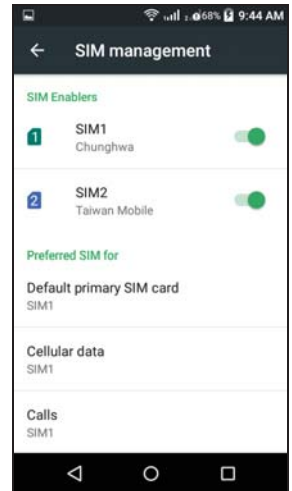 68% 9:44 AM
SIM management
SIM Enablers
1
SIM1
Chunghwa
2
SIM2
Taiwan Mobile
Preferred SIM for
Default primary SIM card
SIM1
Cellular data
SIM1
Calls
SIM1